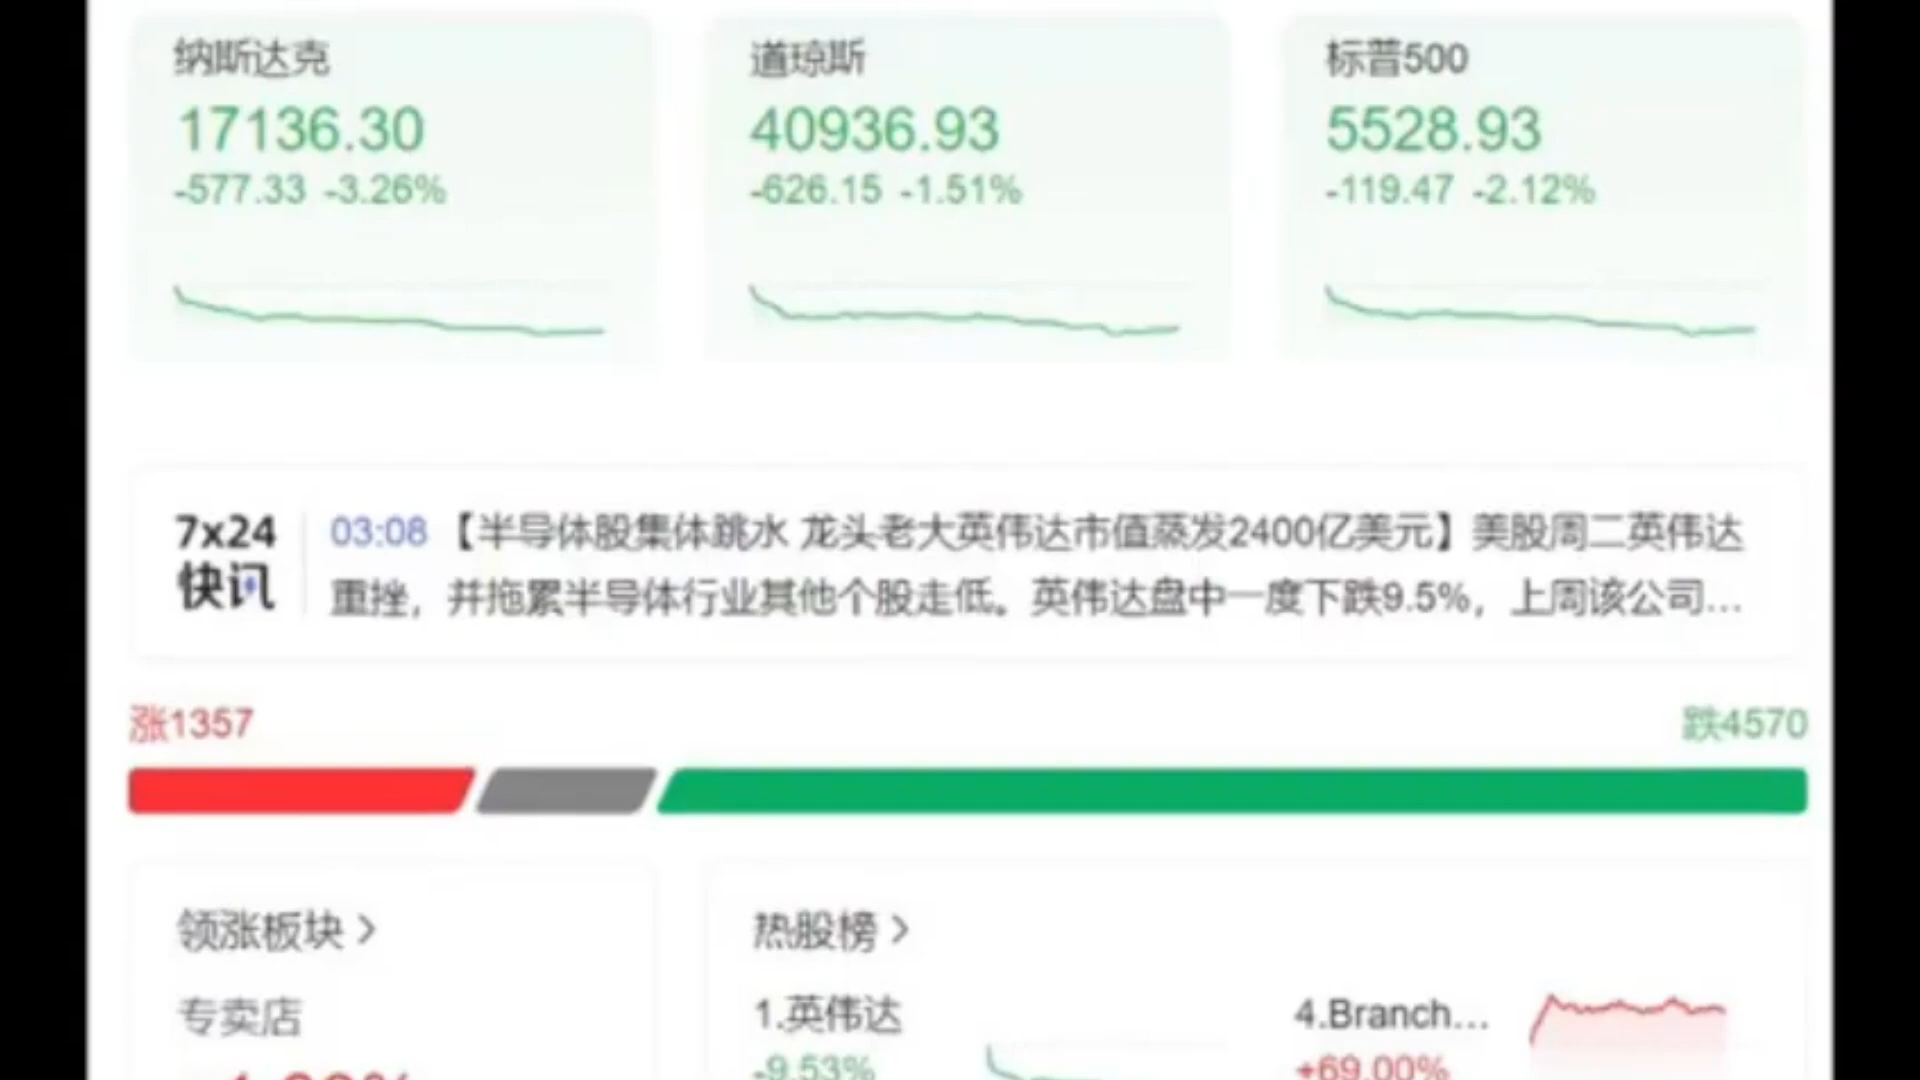 纳斯达克
17136.30
-577.33 -3.26%
道琼斯
40936.93
-626.15 -1.51%
标普500
5528.93
-119.47 -2.12%
7x24
快讯
03:08 【半导体股集体跳水 龙头老大英伟达市值蒸发2400亿美元】美股周二英伟达
重挫，并拖累半导体行业其他个股走低。英伟达盘中一度下跌9.5%，上周该公司...
涨1357
跌4570
领涨板块 >
专卖店
热股榜 >
1.英伟达
-9.53%
4.Branch...
+69.00%